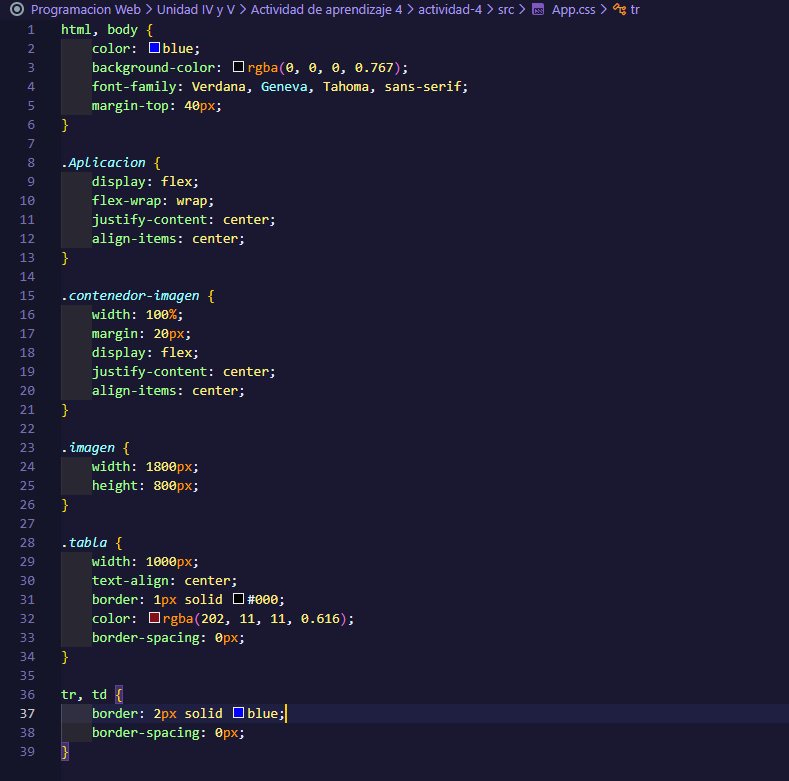 Programacion Web > Unidad IV y V > Actividad de aprendizaje 4 > actividad-4 > src > App.css > tr
1 html, body {
2 color: blue;
3 background-color: rgba(0, 0, 0, 0.767);
4 font-family: Verdana, Geneva, Tahoma, sans-serif;
5 margin-top: 40px;
6 }
7
8 .Aplicacion {
9 display: flex;
10 flex-wrap: wrap;
11 justify-content: center;
12 align-items: center;
13 }
14
15 .contenedor-imagen {
16 width: 100%;
17 margin: 20px;
18 display: flex;
19 justify-content: center;
20 align-items: center;
21 }
22
23 .imagen {
24 width: 1800px;
25 height: 800px;
26 }
27
28 .tabla {
29 width: 1000px;
30 text-align: center;
31 border: 1px solid #000;
32 color: rgba(202, 11, 11, 0.616);
33 border-spacing: 0px;
34 }
35
36 tr, td {
37 border: 2px solid blue;
38 border-spacing: 0px;
39 }